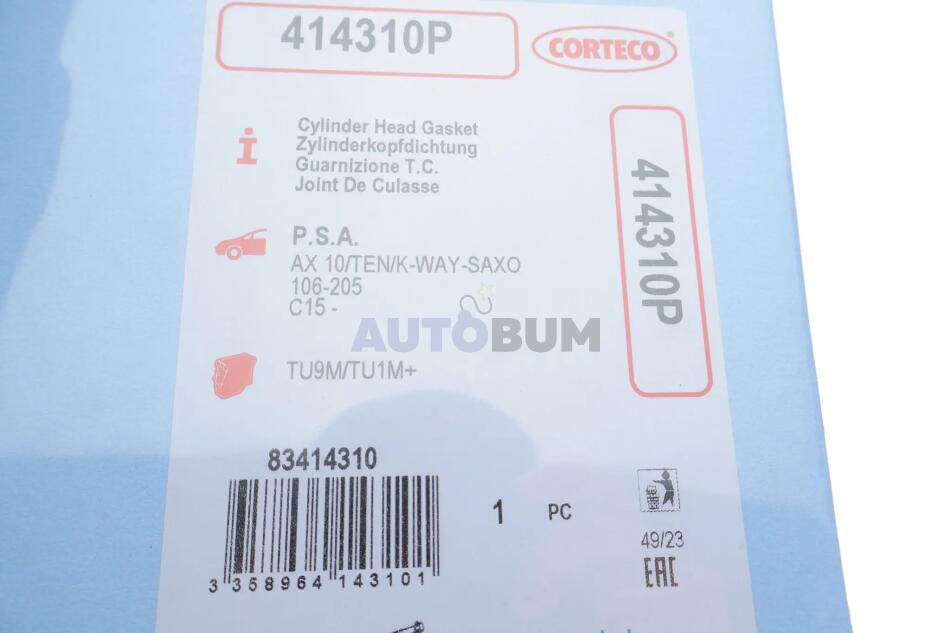 414310P
CORTECO
Cylinder Head Gasket
Zylinderkopfdichtung
Guarnizione T.C.
Joint De Culasse
414310P
P.S.A.
AX 10/TEN/K-WAY-SAXO
106-205
C15 -
AUTOBUM
TU9M/TU1M+
83414310
1 PC
49/23
EAC
3 358964 143101